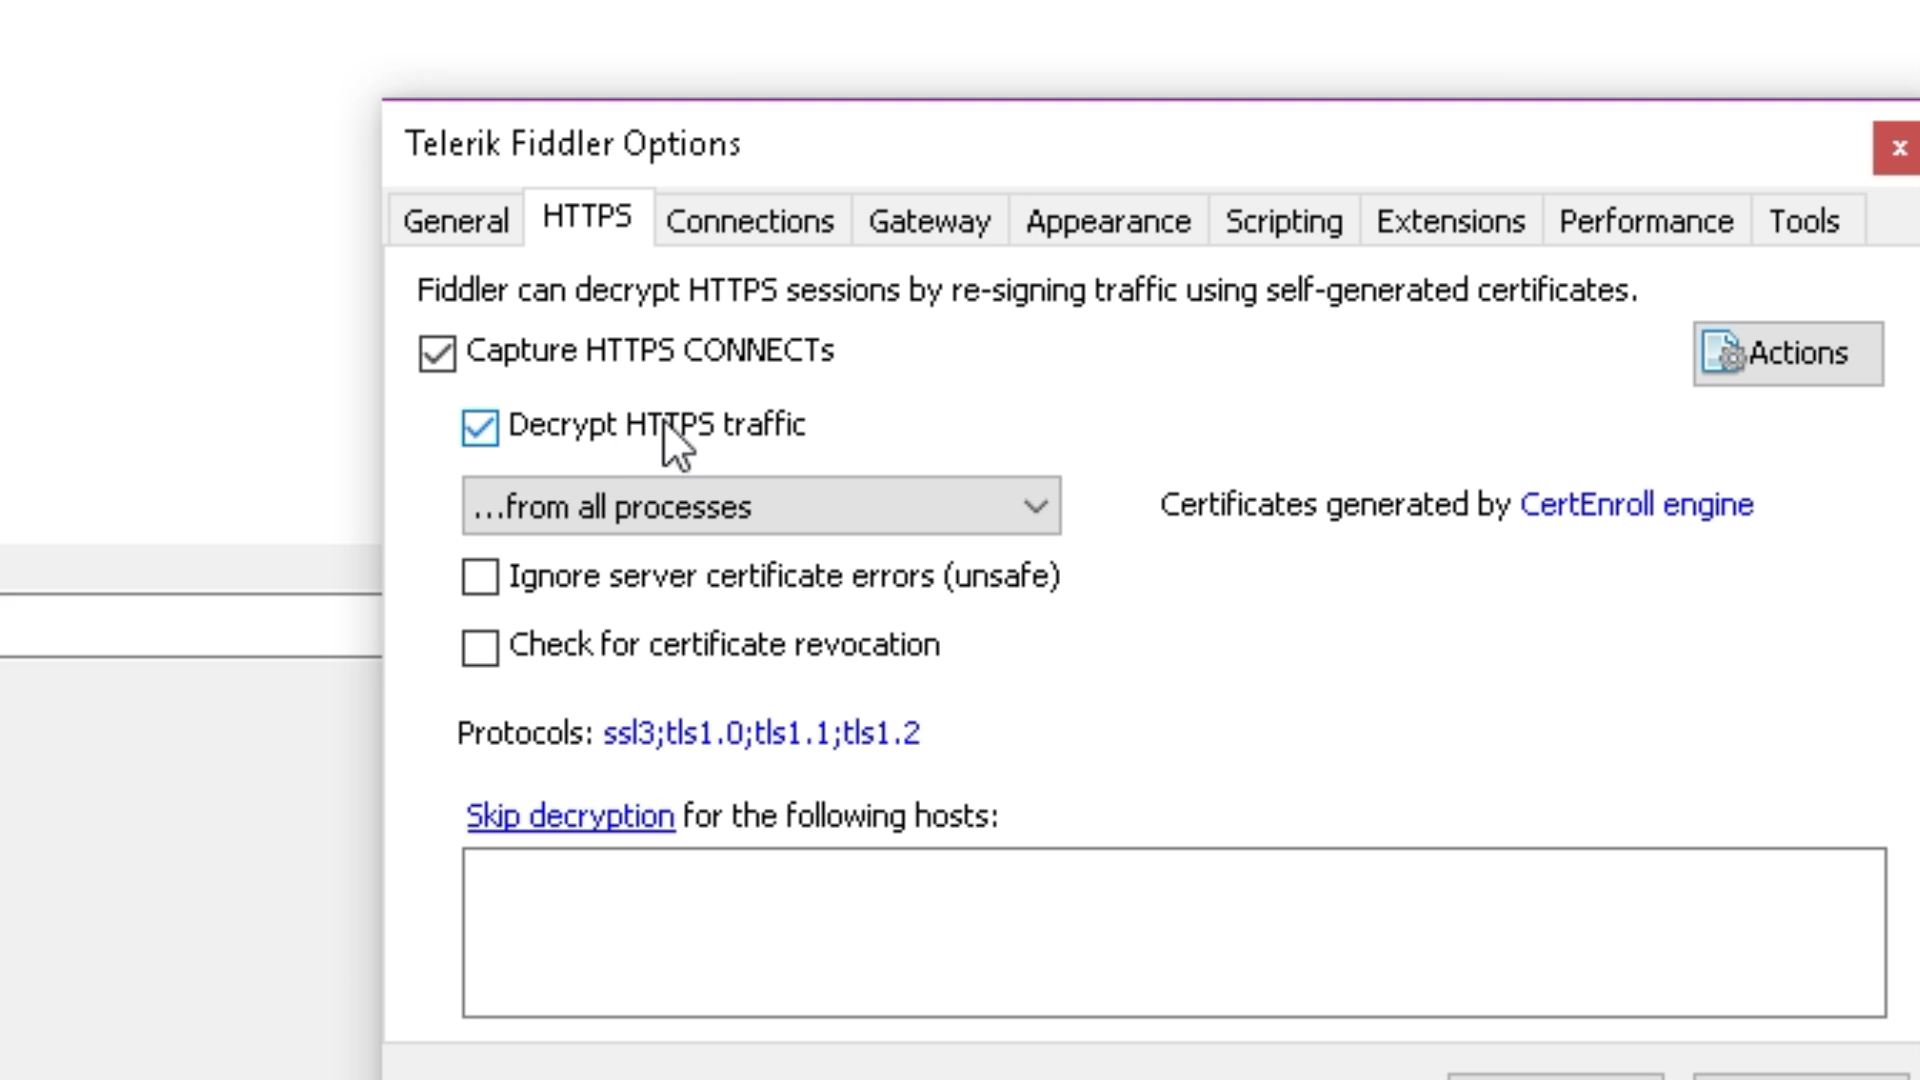 Telerik Fiddler Options
x
General HTTPS Connections Gateway Appearance Scripting Extensions Performance Tools
Fiddler can decrypt HTTPS sessions by re-signing traffic using self-generated certificates.
Capture HTTPS CONNECTs
Actions
Decrypt HTTPS traffic
...from all processes
Certificates generated by CertEnroll engine
Ignore server certificate errors (unsafe)
Check for certificate revocation
Protocols: ssl3;tls1.0;tls1.1;tls1.2
Skip decryption for the following hosts: